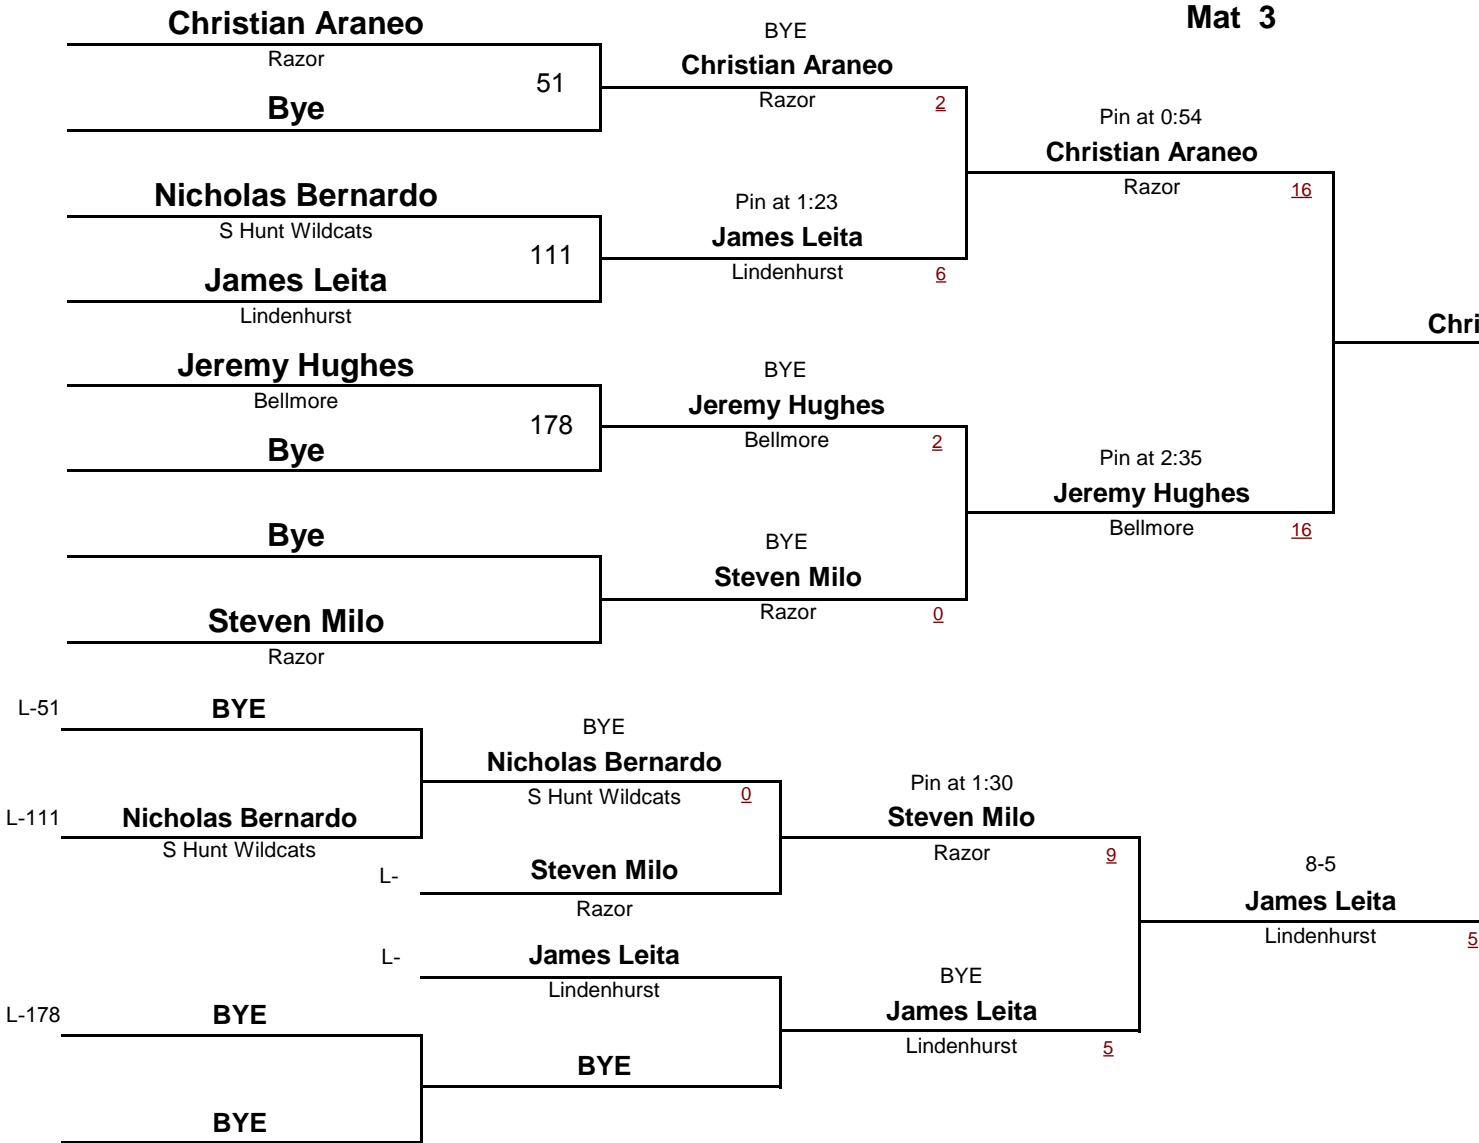 Mat 3
Christian Araneo
Razor
51
Bye
BYE
Christian Araneo
Razor
2
Pin at 0:54
Christian Araneo
Razor
16
Nicholas Bernardo
S Hunt Wildcats
111
James Leita
Lindenhurst
Pin at 1:23
James Leita
Lindenhurst
6
Chri
Jeremy Hughes
Bellmore
178
Bye
BYE
Jeremy Hughes
Bellmore
2
Pin at 2:35
Jeremy Hughes
Bellmore
16
Bye
Steven Milo
Razor
BYE
Steven Milo
Razor
0
L-51
BYE
L-111
Nicholas Bernardo
S Hunt Wildcats
BYE
Nicholas Bernardo
S Hunt Wildcats
0
L-
Steven Milo
Razor
Pin at 1:30
Steven Milo
Razor
9
8-5
James Leita
Lindenhurst
5
L-
James Leita
Lindenhurst
BYE
James Leita
Lindenhurst
5
L-178
BYE
BYE
BYE